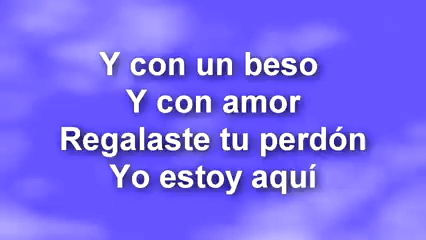 Y con un beso
Y con amor
Regalaste tu perdón
Yo estoy aquí